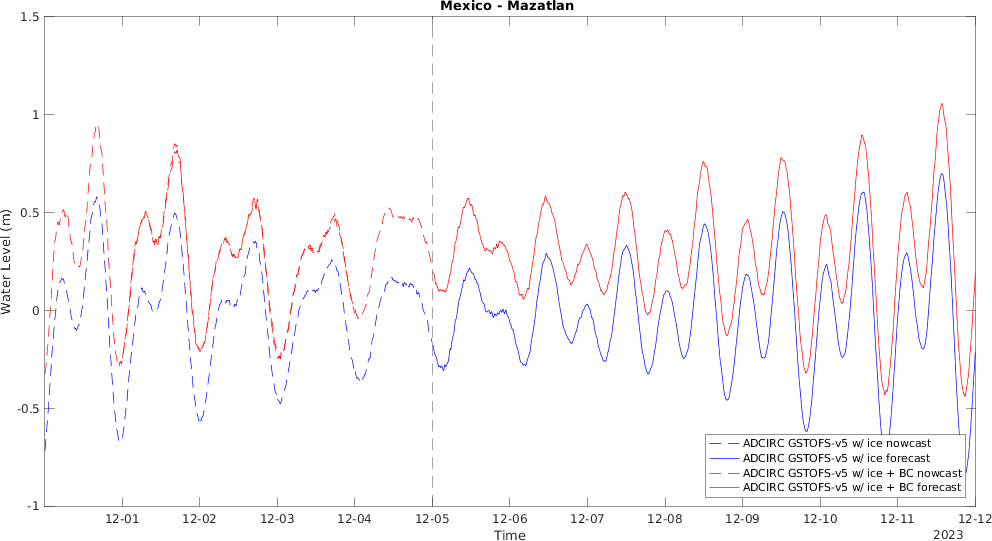 Mexico - Mazatlan
1.5
1
0.5
0
-0.5
-1
Water Level (m)
12-01
12-02
12-03
12-04
12-05
12-06
12-07
12-08
12-09
12-10
12-11
12-12
Time
2023
ADCIRC GSTOFS-v5 w/ ice nowcast
ADCIRC GSTOFS-v5 w/ ice forecast
ADCIRC GSTOFS-v5 w/ ice + BC nowcast
ADCIRC GSTOFS-v5 w/ ice + BC forecast